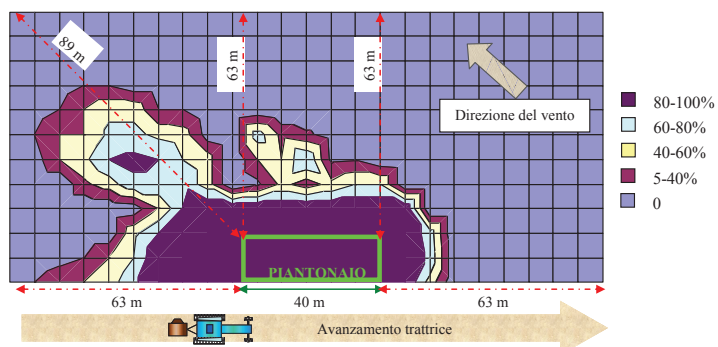 89 m
63 m
63 m
Direzione del vento
80-100%
60-80%
40-60%
5-40%
0
PIANTONAIO
63 m
40 m
63 m
Avanzamento trattrice